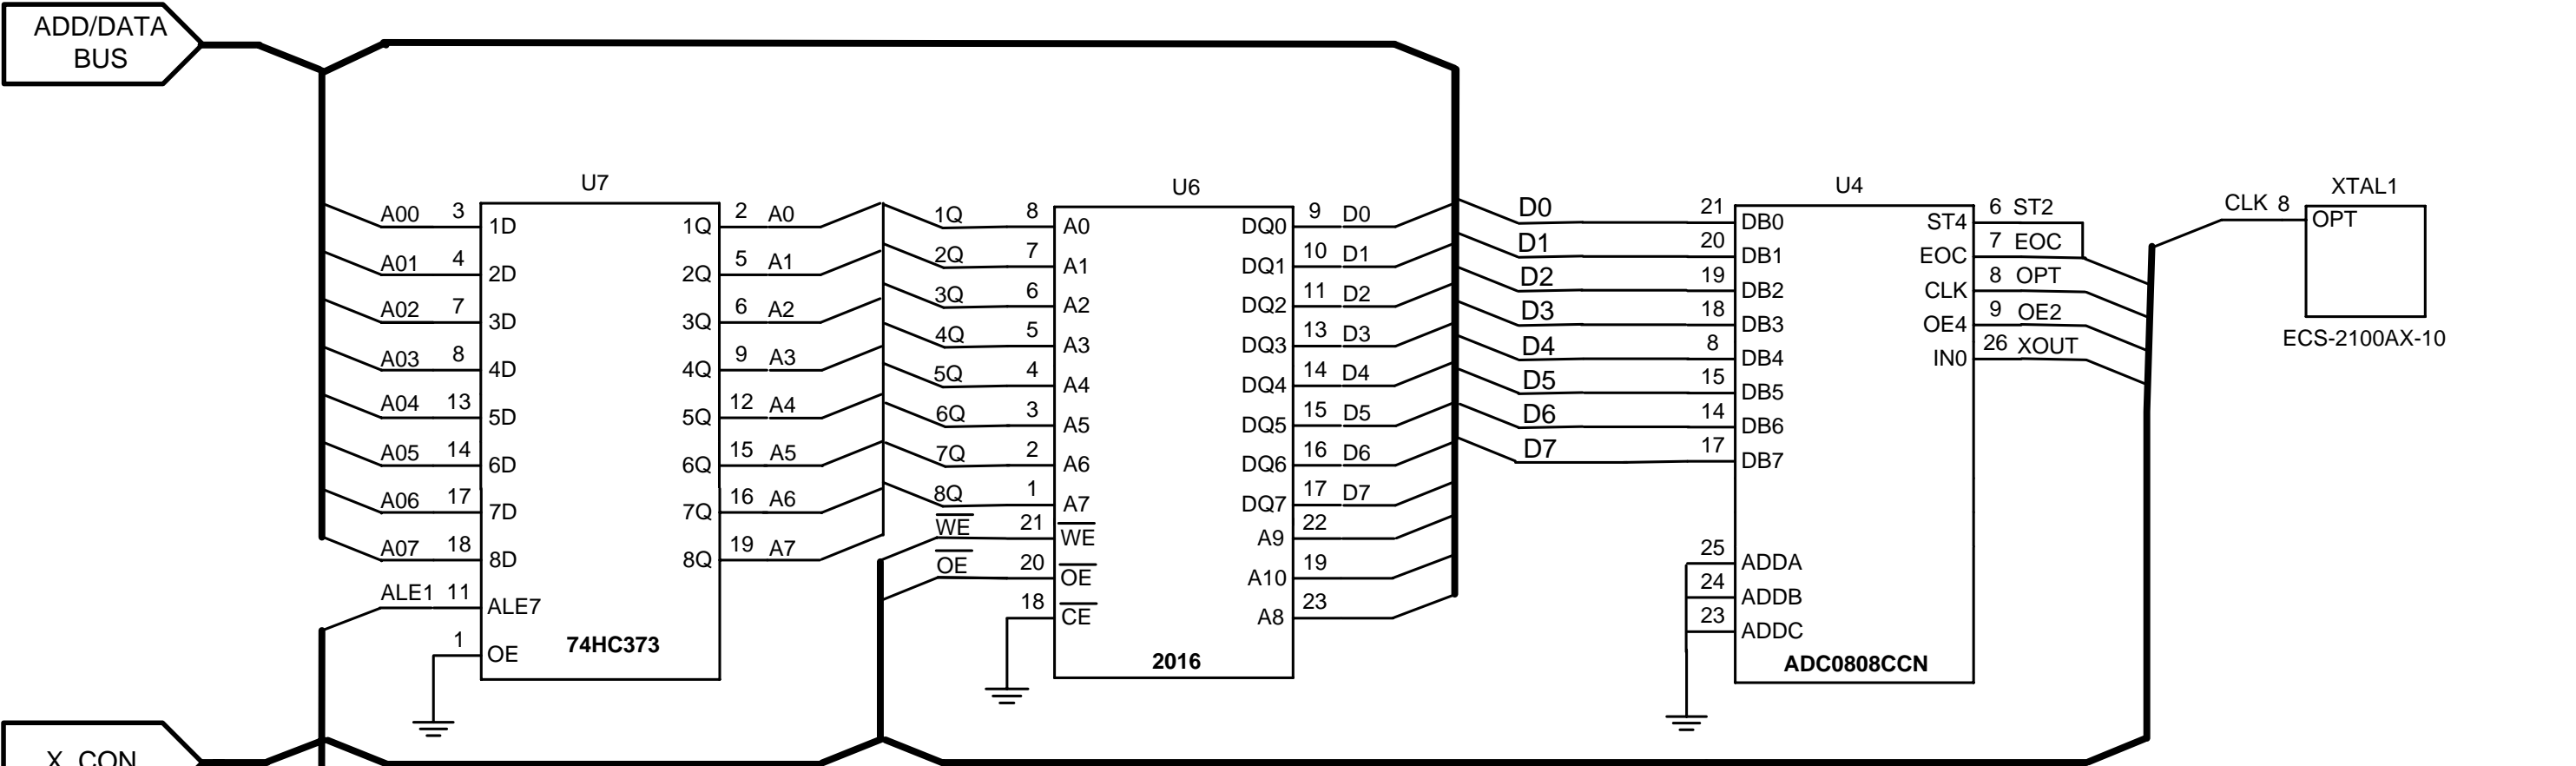 ADD/DATA
BUS
U7
A00 3 1D 1Q 2 A0
A01 4 2D 2Q 5 A1
A02 7 3D 3Q 6 A2
A03 8 4D 4Q 9 A3
A04 13 5D 5Q 12 A4
A05 14 6D 6Q 15 A5
A06 17 7D 7Q 16 A6
A07 18 8D 8Q 19 A7
ALE1 11 ALE7
1 OE
74HC373
U6
1Q 8 A0 DQ0 9 D0
2Q 7 A1 DQ1 10 D1
3Q 6 A2 DQ2 11 D2
4Q 5 A3 DQ3 13 D3
5Q 4 A4 DQ4 14 D4
6Q 3 A5 DQ5 15 D5
7Q 2 A6 DQ6 16 D6
8Q 1 A7 DQ7 17 D7
WE 21 WE A9 22
OE 20 OE A10 19
18 CE A8 23
2016
U4
D0 21 DB0 ST4 6 ST2
D1 20 DB1 EOC 7 EOC
D2 19 DB2 CLK 8 OPT
D3 18 DB3 OE4 9 OE2
D4 8 DB4 IN0 26 XOUT
D5 15 DB5
D6 14 DB6
D7 17 DB7
25 ADDA
24 ADDB
23 ADDC
ADC0808CCN
XTAL1
CLK 8 OPT
ECS-2100AX-10
X_CON